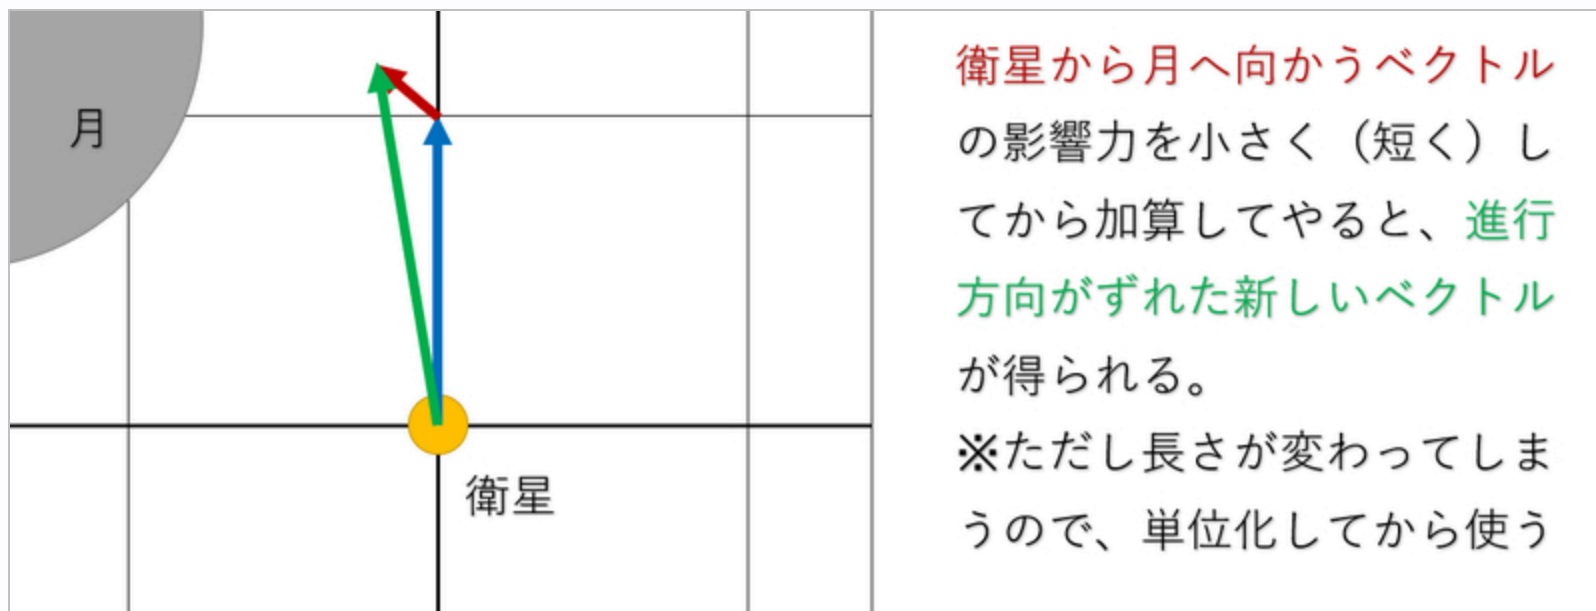 月
衛星
衛星から月へ向かうベクトル
の影響力を小さく（短く）し
てから加算してやると、進行
方向がずれた新しいベクトル
が得られる。
※ただし長さが変わってしま
うので、単位化してから使う